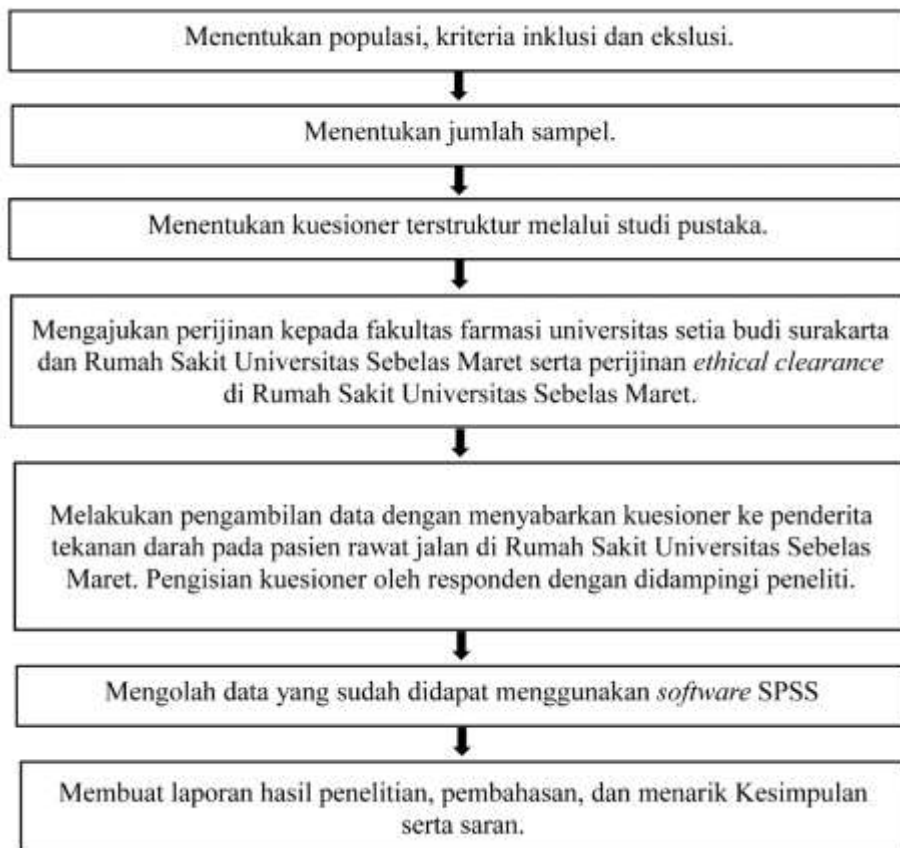 Menentukan populasi, kriteria inklusi dan ekslusi.
Menentukan jumlah sampel.
Menentukan kuesioner terstruktur melalui studi pustaka.
Mengajukan perijinan kepada fakultas farmasi universitas setia budi surakarta
dan Rumah Sakit Universitas Sebelas Maret serta perijinan ethical clearance
di Rumah Sakit Universitas Sebelas Maret.
Melakukan pengambilan data dengan menyabarkan kuesioner ke penderita
tekanan darah pada pasien rawat jalan di Rumah Sakit Universitas Sebelas
Maret. Pengisian kuesioner oleh responden dengan didampingi peneliti.
Mengolah data yang sudah didapat menggunakan software SPSS
Membuat laporan hasil penelitian, pembahasan, dan menarik Kesimpulan
serta saran.